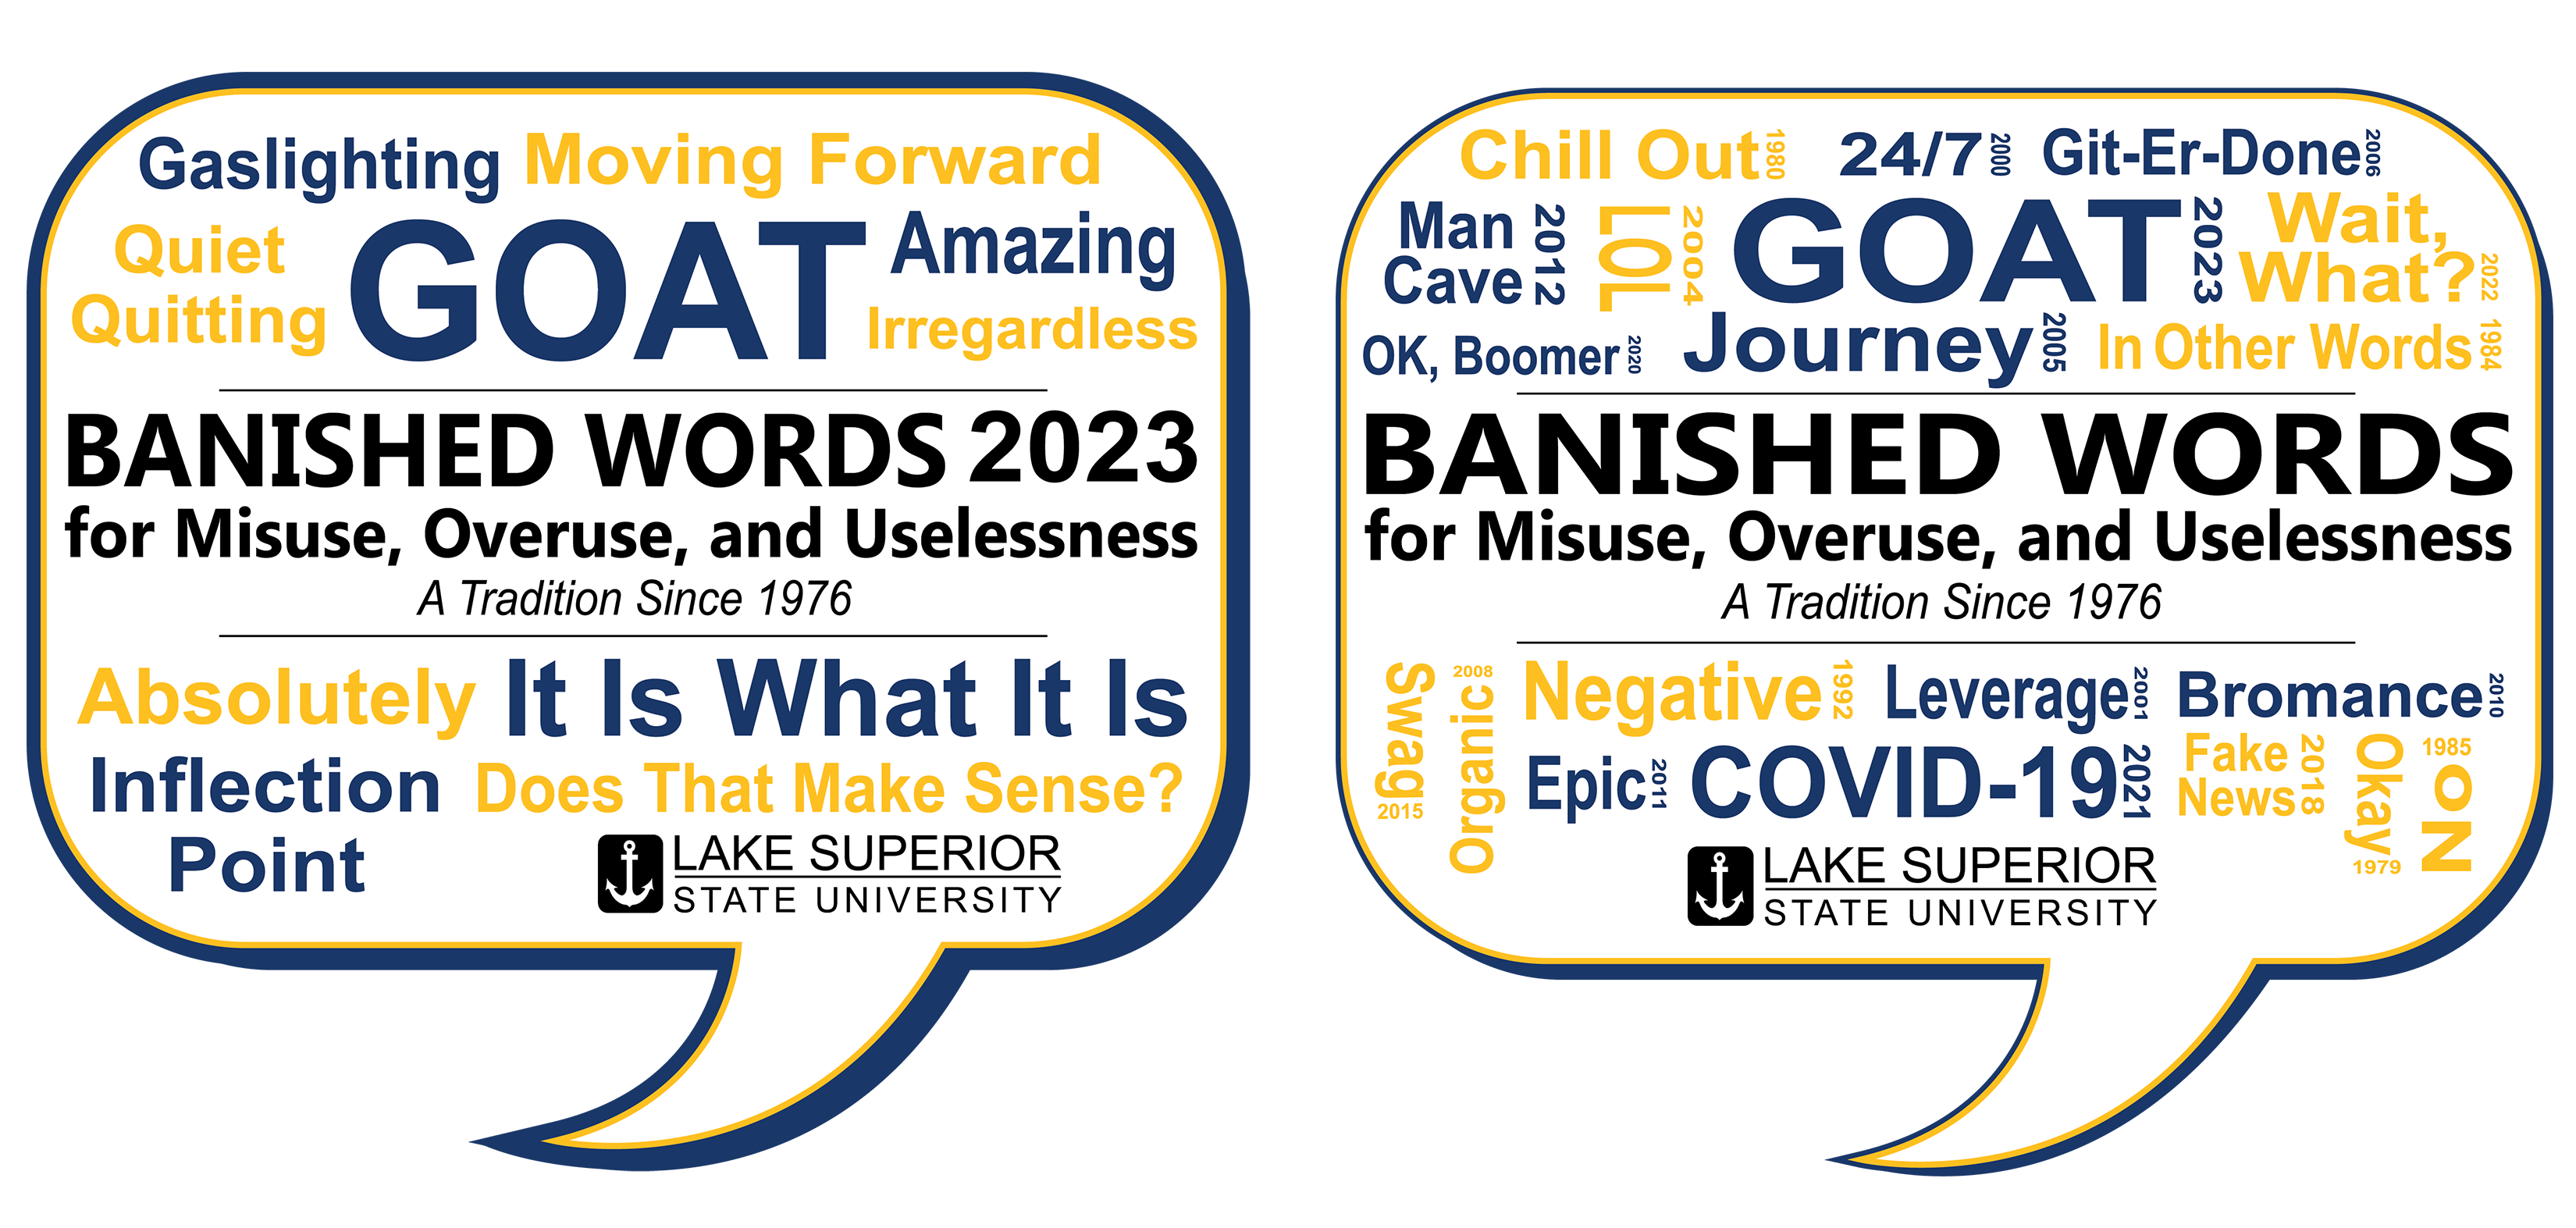 Gaslighting Moving Forward
Quiet
Quitting
GOAT
Amazing
Irregardless
BANISHED WORDS 2023
for Misuse, Overuse, and Uselessness
A Tradition Since 1976
Absolutely It Is What It Is
Inflection
Point
Does That Make Sense?
LAKE SUPERIOR
STATE UNIVERSITY
Chill Out 1980 24/7 2000 Git-Er-Done 2006
Man
Cave 2012
LOL 2004
GOAT 2023
Wait,
What? 2022
OK, Boomer 2020 Journey 2005 In Other Words 1984
BANISHED WORDS
for Misuse, Overuse, and Uselessness
A Tradition Since 1976
Swag 2015
Organic 2008
Negative 1992 Leverage 2001 Bromance 2010
Epic 2011 COVID-19 2021
Fake
News 2018
Okay 1979
No 1985
LAKE SUPERIOR
STATE UNIVERSITY